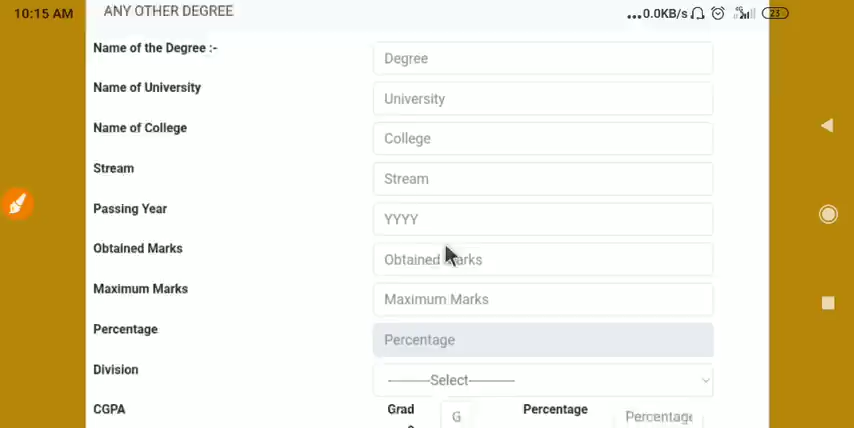 10:15 AM
ANY OTHER DEGREE
...0.0KB/s
4G
23
Name of the Degree :-
Degree
Name of University
University
Name of College
College
Stream
Stream
Passing Year
YYYY
Obtained Marks
Obtained Marks
Maximum Marks
Maximum Marks
Percentage
Percentage
Division
----------Select----------
CGPA
Grad
G
Percentage
Percentage